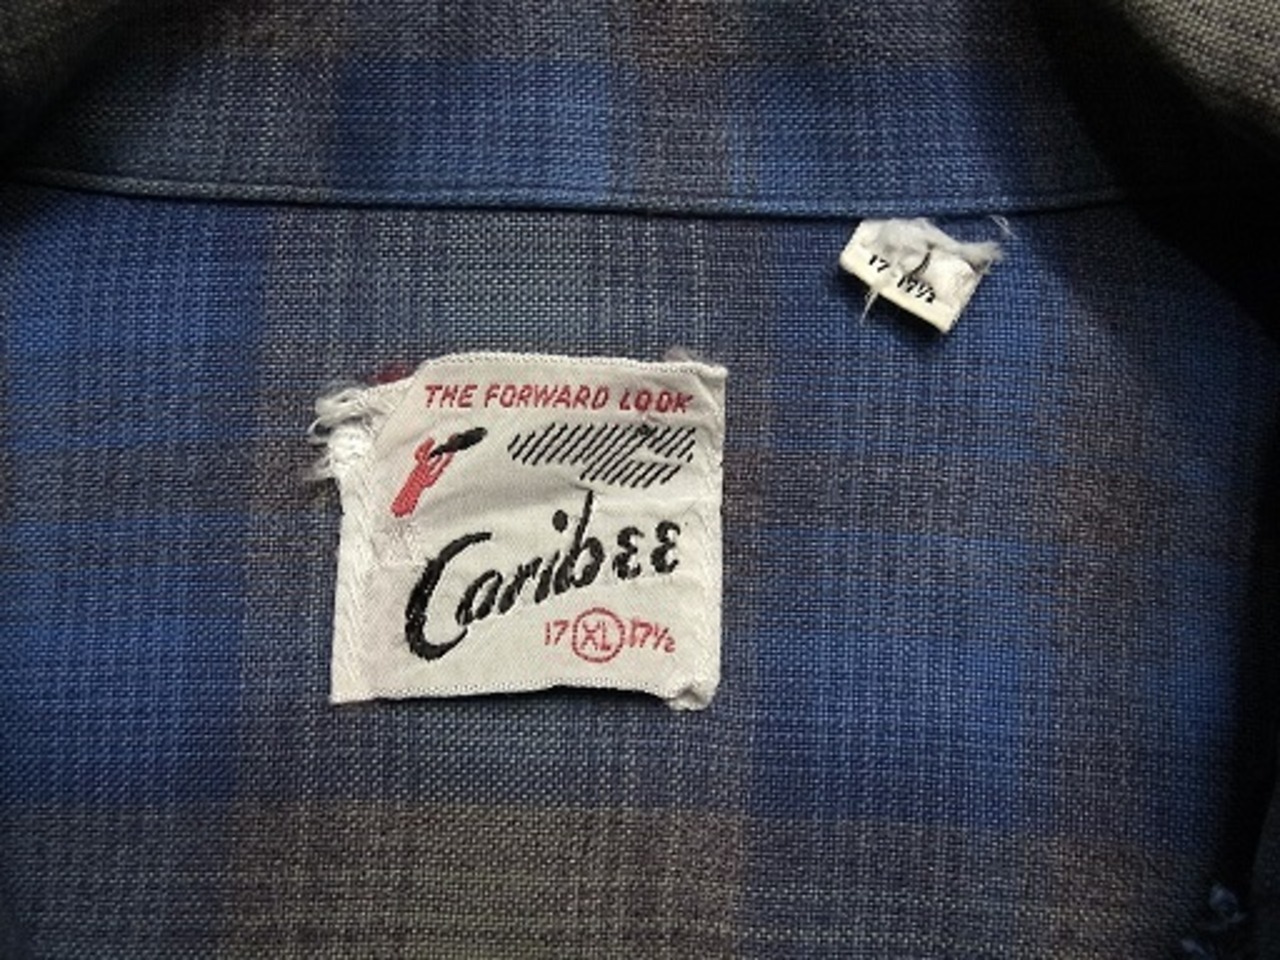 17 - 17½
THE FORWARD LOOK
Caribee
17 XL 17½